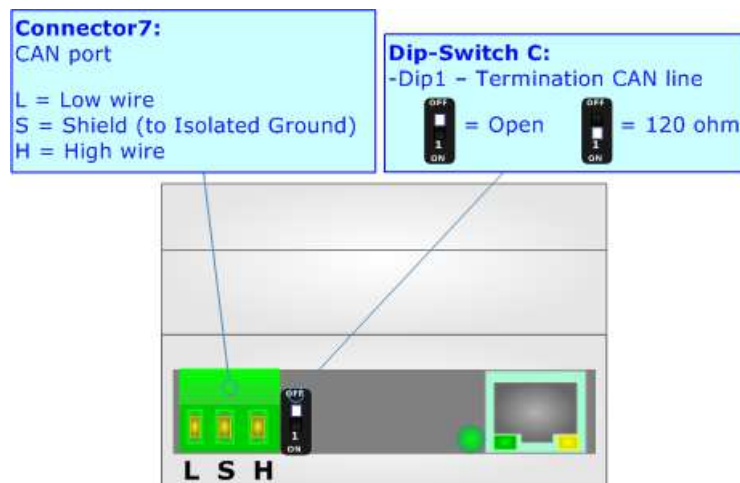 Connector7:
CAN port
L = Low wire
S = Shield (to Isolated Ground)
H = High wire
Dip-Switch C:
-Dip1 – Termination CAN line
OFF
1
ON
= Open
OFF
1
ON
= 120 ohm
OFF
1
ON
L S H